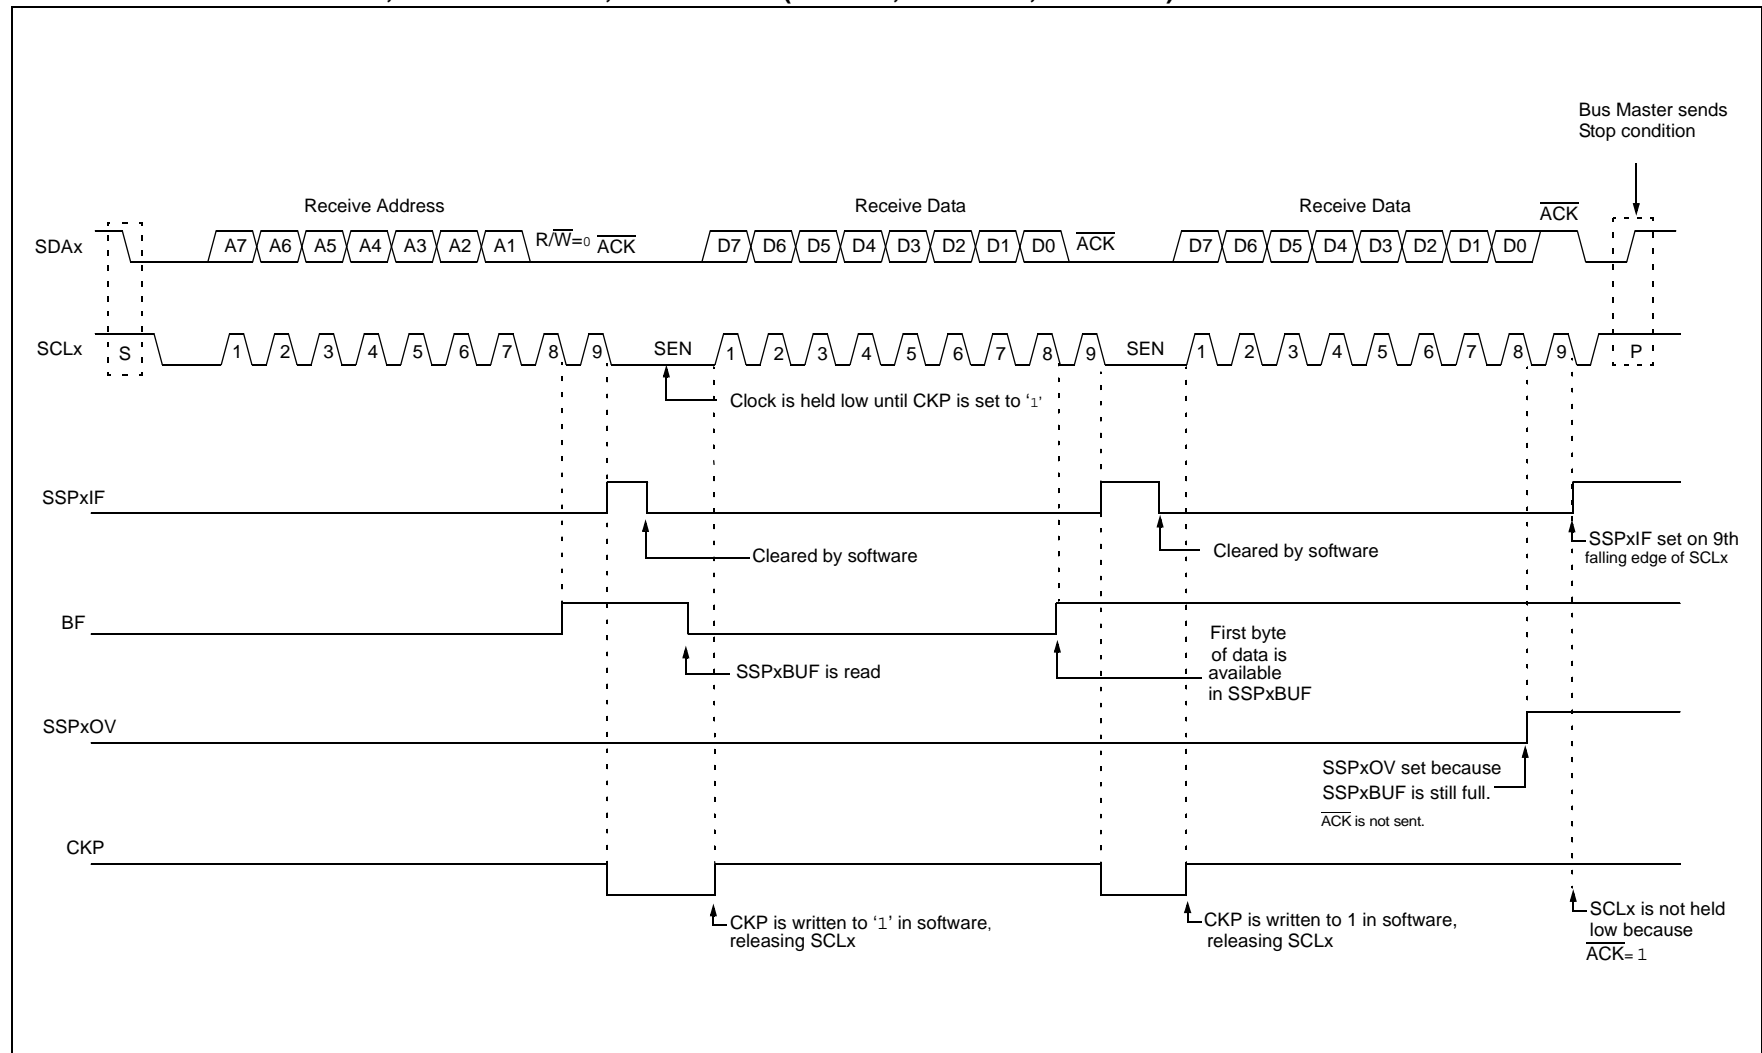 Bus Master sends
Stop condition
Receive Address
Receive Data
Receive Data
ACK
SDAx
A7 A6 A5 A4 A3 A2 A1 R/W=0 ACK
D7 D6 D5 D4 D3 D2 D1 D0 ACK
D7 D6 D5 D4 D3 D2 D1 D0
SCLx
S
1 2 3 4 5 6 7 8 9 SEN
1 2 3 4 5 6 7 8 9 SEN
1 2 3 4 5 6 7 8 9
P
Clock is held low until CKP is set to ‘1’
SSPxIF
Cleared by software
Cleared by software
SSPxIF set on 9th
falling edge of SCLx
BF
SSPxBUF is read
First byte
of data is
available
in SSPxBUF
SSPxOV
SSPxOV set because
SSPxBUF is still full.
ACK is not sent.
CKP
CKP is written to ‘1’ in software,
releasing SCLx
CKP is written to 1 in software,
releasing SCLx
SCLx is not held
low because
ACK= 1